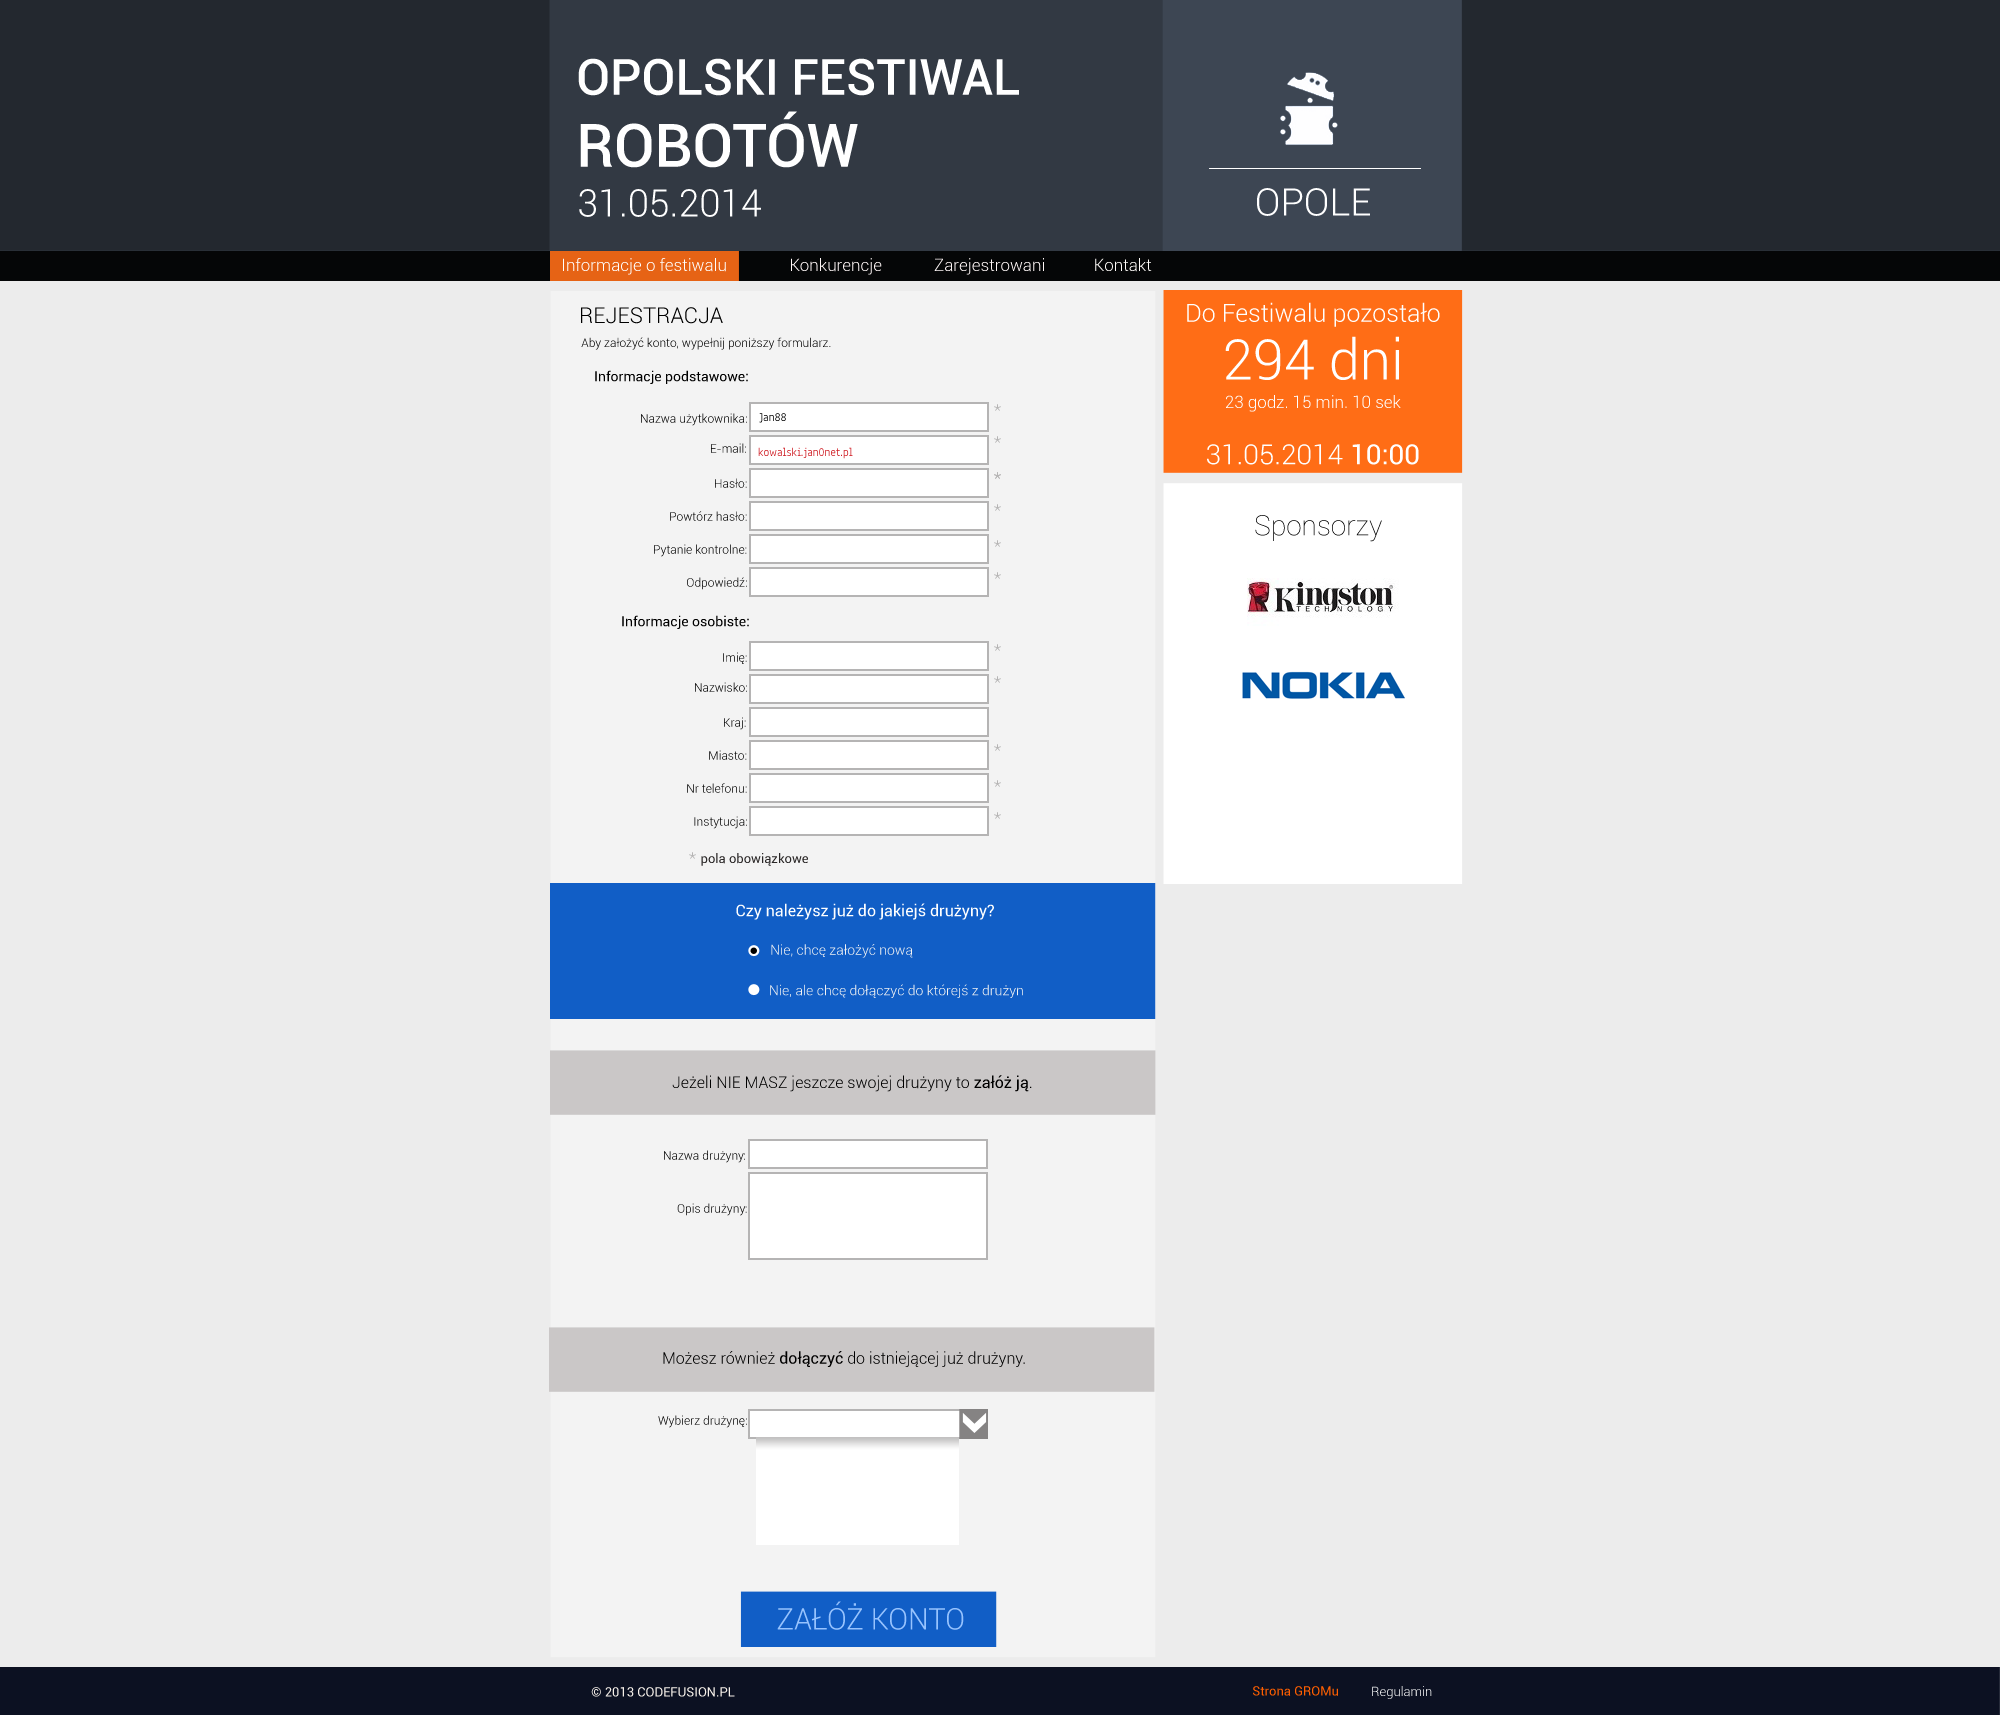 OPOLSKI FESTIWAL
ROBOTÓW
31.05.2014
OPOLE
Informacje o festiwalu Konkurencje Zarejestrowani Kontakt
REJESTRACJA
Aby założyć konto, wypełnij poniższy formularz.
Informacje podstawowe:
Nazwa użytkownika: Jan88 *
E-mail: kowalski.jan0net.pl *
Hasło: *
Powtórz hasło: *
Pytanie kontrolne: *
Odpowiedź: *
Informacje osobiste:
Imię: *
Nazwisko: *
Kraj:
Miasto: *
Nr telefonu: *
Instytucja: *
* pola obowiązkowe
Czy należysz już do jakiejś drużyny?
Nie, chcę założyć nową
Nie, ale chcę dołączyć do którejś z drużyn
Jeżeli NIE MASZ jeszcze swojej drużyny to załóż ją.
Nazwa drużyny:
Opis drużyny:
Możesz również dołączyć do istniejącej już drużyny.
Wybierz drużynę:
ZAŁÓŻ KONTO
Do Festiwalu pozostało
294 dni
23 godz. 15 min. 10 sek
31.05.2014 10:00
Sponsorzy
Kingston
TECHNOLOGY
NOKIA
© 2013 CODEFUSION.PL
Strona GROMu Regulamin